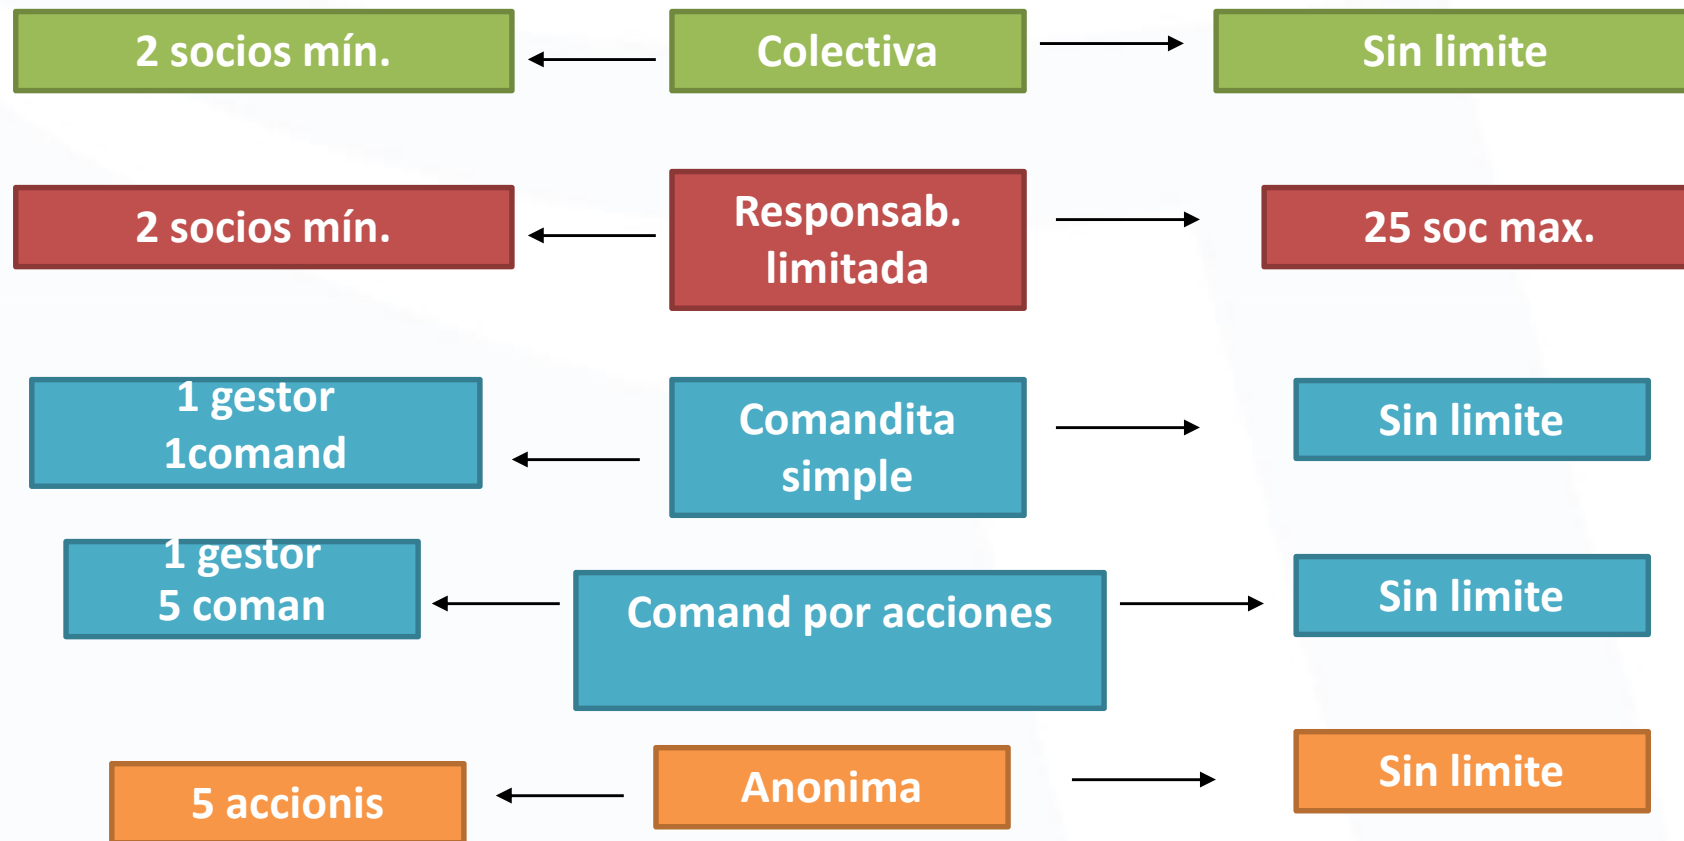 2 socios mín.
Colectiva
Sin limite
2 socios mín.
Responsab.
limitada
25 soc max.
1 gestor
1comand
Comandita
simple
Sin limite
1 gestor
5 coman
Comand por acciones
Sin limite
5 accionis
Anonima
Sin limite